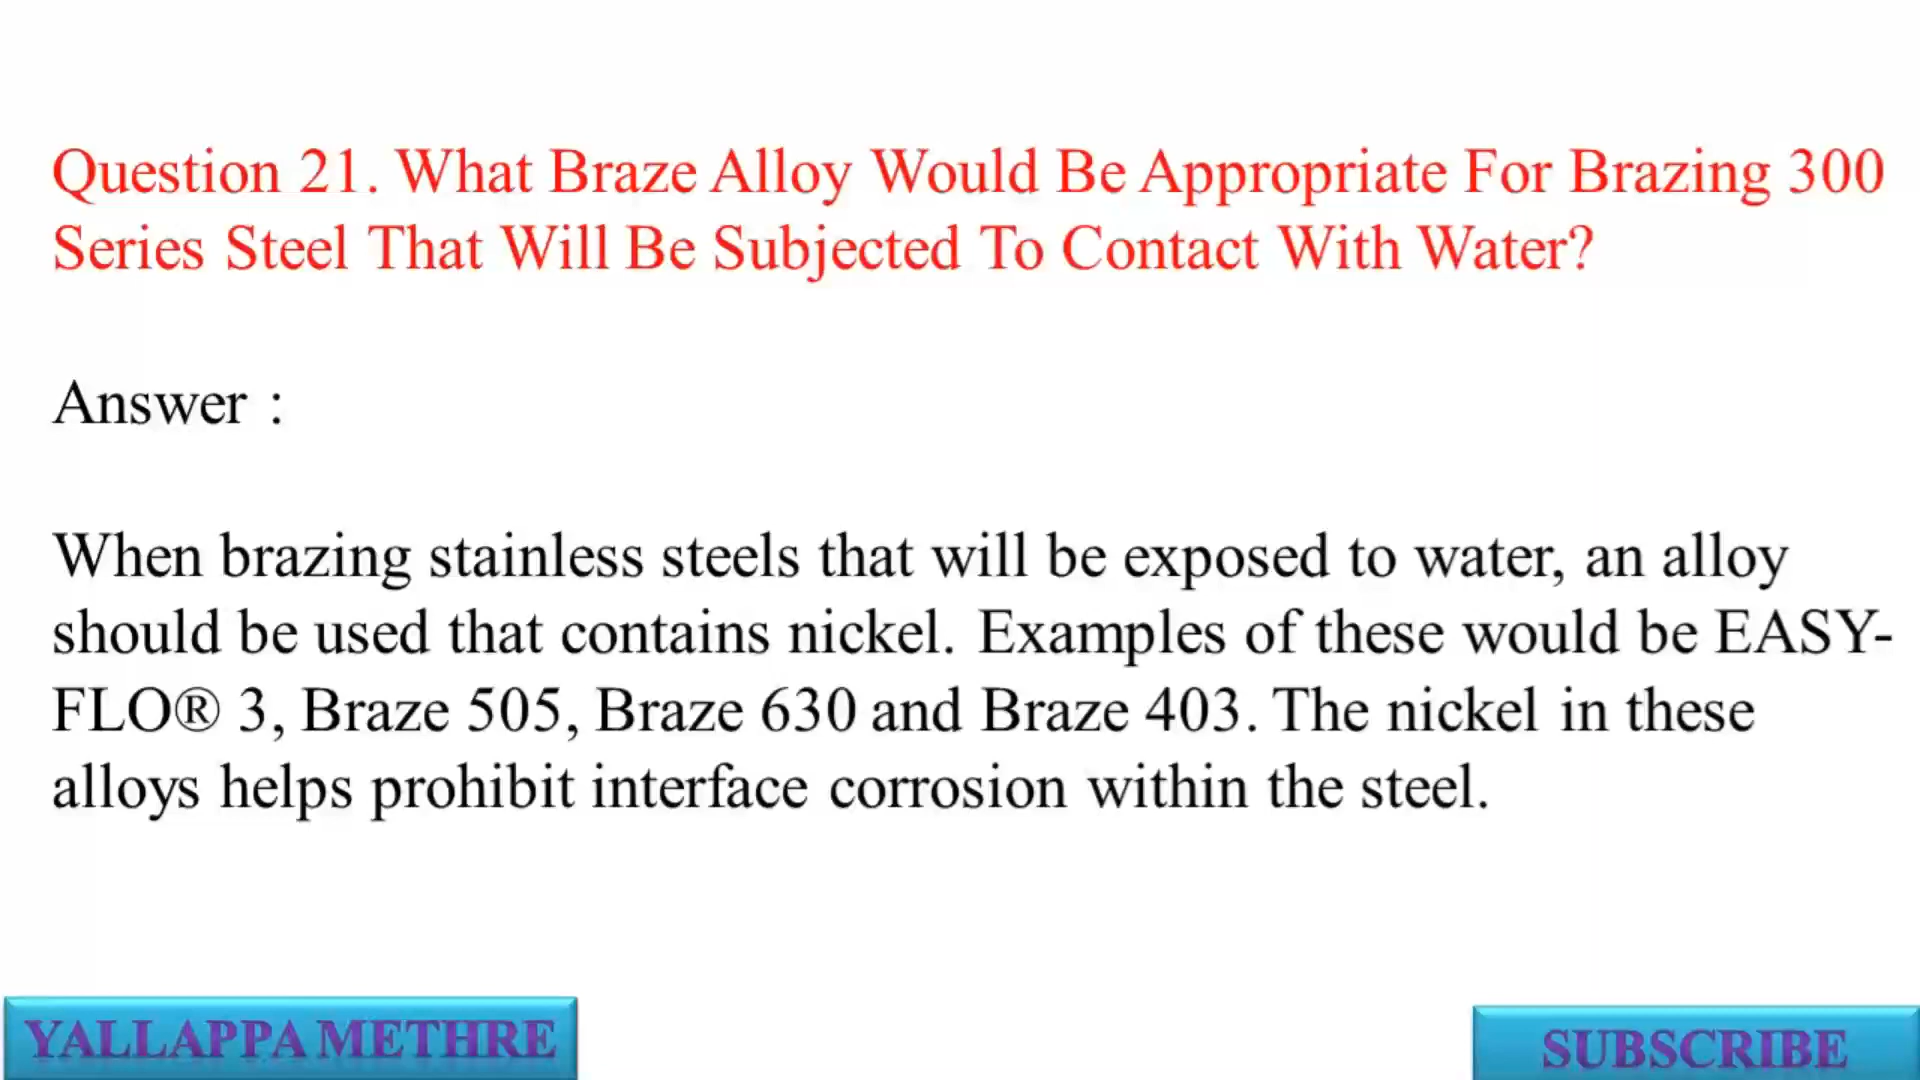 Question 21. What Braze Alloy Would Be Appropriate For Brazing 300
Series Steel That Will Be Subjected To Contact With Water?
Answer :
When brazing stainless steels that will be exposed to water, an alloy
should be used that contains nickel. Examples of these would be EASY-
FLO® 3, Braze 505, Braze 630 and Braze 403. The nickel in these
alloys helps prohibit interface corrosion within the steel.
YALLAPPA METHRE
SUBSCRIBE